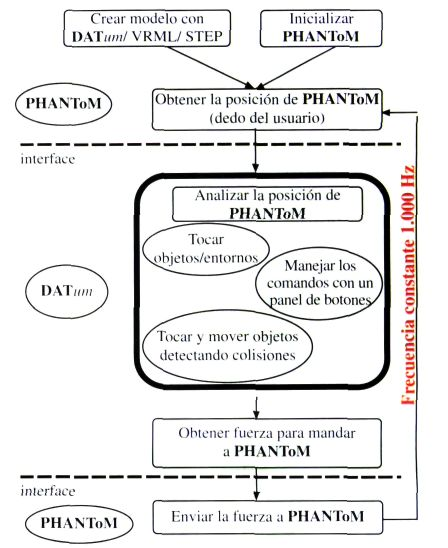 Crear modelo con
DATum/ VRML/ STEP
Inicializar
PHANToM
PHANToM
Obtener la posición de PHANToM
(dedo del usuario)
interface
Analizar la posición de
PHANToM
Tocar
objetos/entornos
Manejar los
comandos con un
panel de botones
DATum
Tocar y mover objetos
detectando colisiones
Frecuencia constante 1.000 Hz
Obtener fuerza para mandar
a PHANToM
interface
PHANToM
Enviar la fuerza a PHANToM